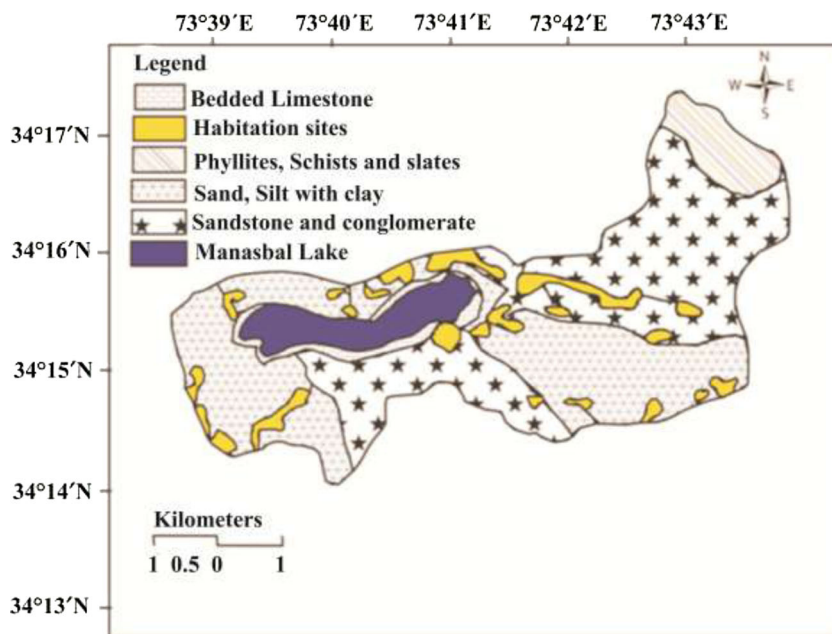 73°39′E 73°40′E 73°41′E 73°42′E 73°43′E
Legend
Bedded Limestone
Habitation sites
Phyllites, Schists and slates
Sand, Silt with clay
Sandstone and conglomerate
Manasbal Lake
N
W E
S
34°17′N
34°16′N
34°15′N
34°14′N
34°13′N
Kilometers
1 0.5 0 1